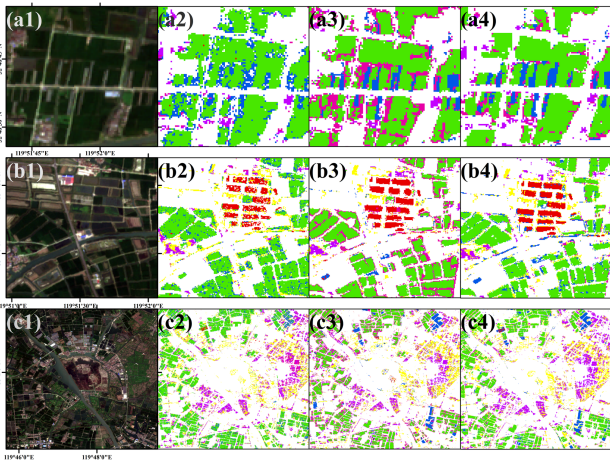 (a1) (a2) (a3) (a4)
119°51'45"E 119°52'0"E
(b1) (b2) (b3) (b4)
119°51'0"E 119°51'30"E 119°52'0"E
(c1) (c2) (c3) (c4)
119°46'0"E 119°48'0"E